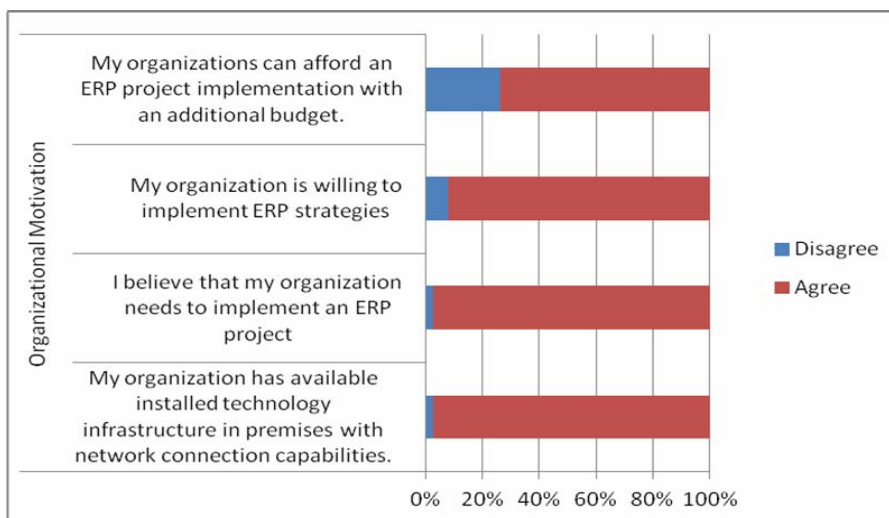 Organizational Motivation
My organizations can afford an
ERP project implementation with
an additional budget.
My organization is willing to
implement ERP strategies
I believe that my organization
needs to implement an ERP
project
My organization has available
installed technology
infrastructure in premises with
network connection capabilities.
0% 20% 40% 60% 80% 100%
Disagree
Agree